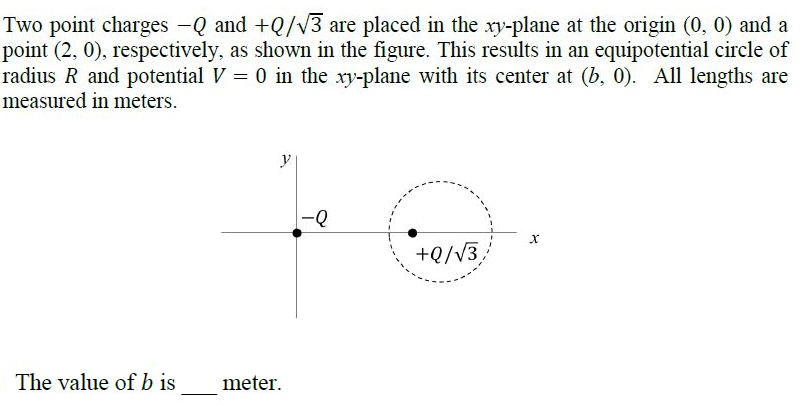 Two point charges −Q and +Q/√3 are placed in the xy-plane at the origin (0, 0) and a
point (2, 0), respectively, as shown in the figure. This results in an equipotential circle of
radius R and potential V = 0 in the xy-plane with its center at (b, 0). All lengths are
measured in meters.
y
−Q
x
+Q/√3
The value of b is ___ meter.